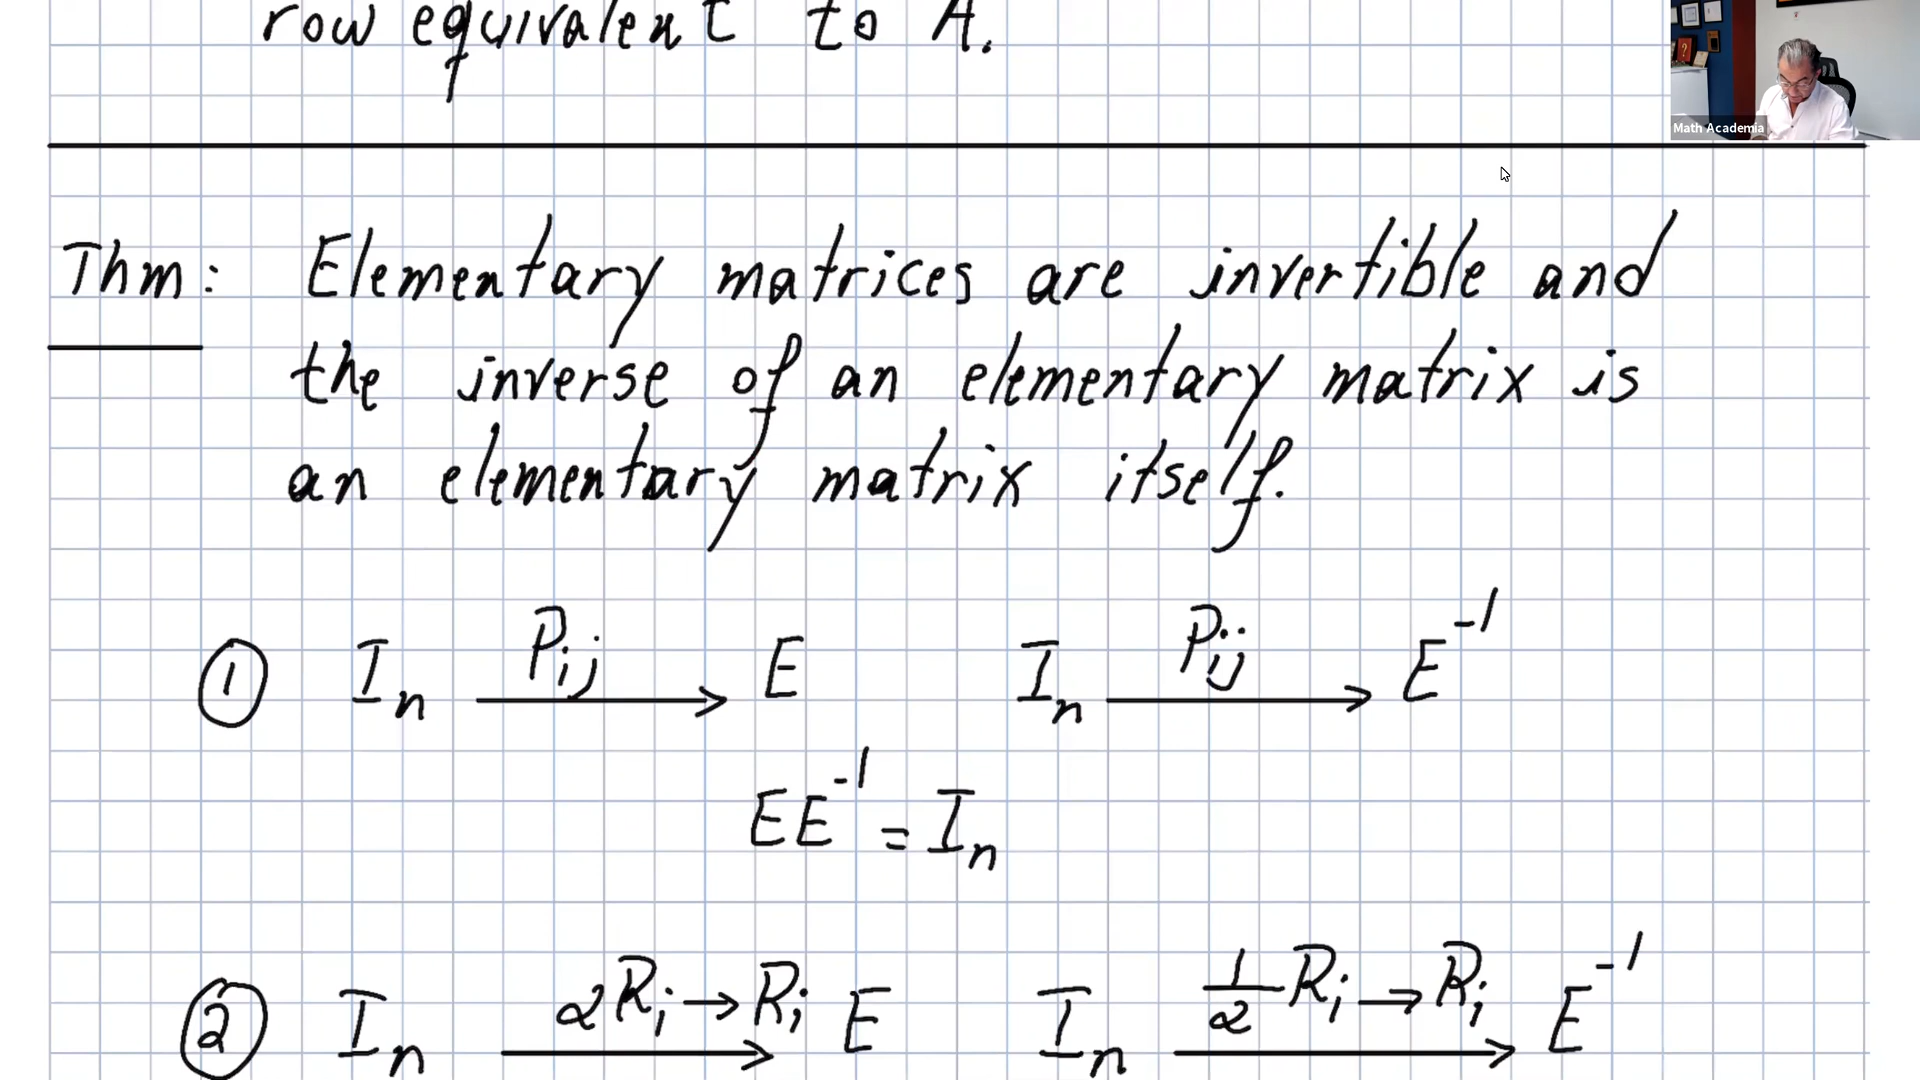 row equivalent to A.
Math Academia
Thm: Elementary matrices are invertible and
the inverse of an elementary matrix is
an elementary matrix itself.
① Iₙ Pᵢⱼ → E Iₙ Pᵢⱼ → E⁻¹
EE⁻¹ = Iₙ
② Iₙ αRᵢ→Rᵢ → E Iₙ 1/α Rᵢ→Rᵢ → E⁻¹